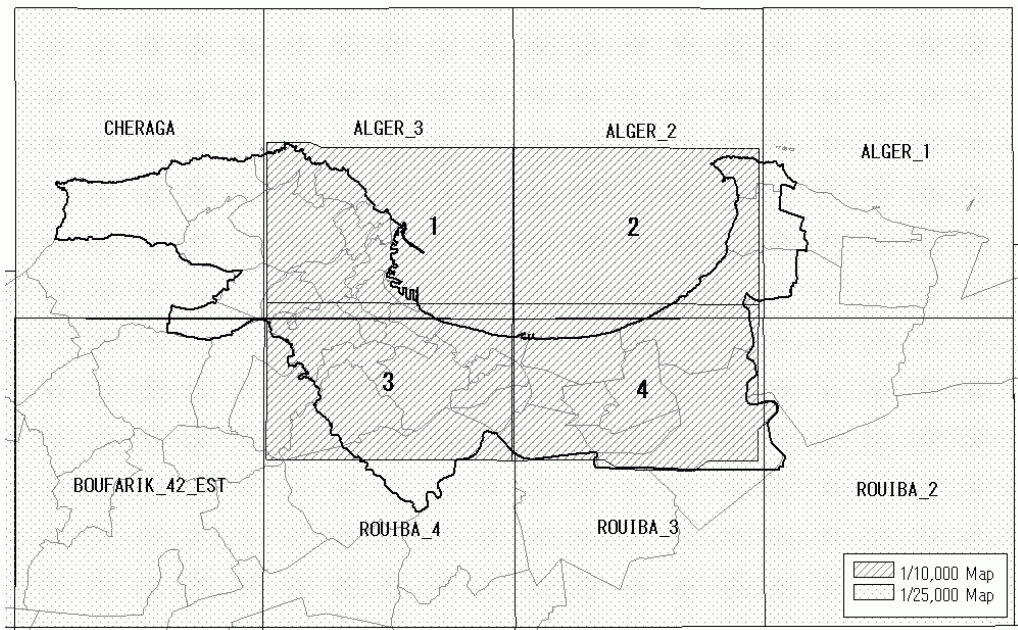 CHERAGA
ALGER_3
ALGER_2
ALGER_1
1
2
3
4
BOUFARIK_42_EST
ROUIBA_4
ROUIBA_3
ROUIBA_2
1/10,000 Map
1/25,000 Map